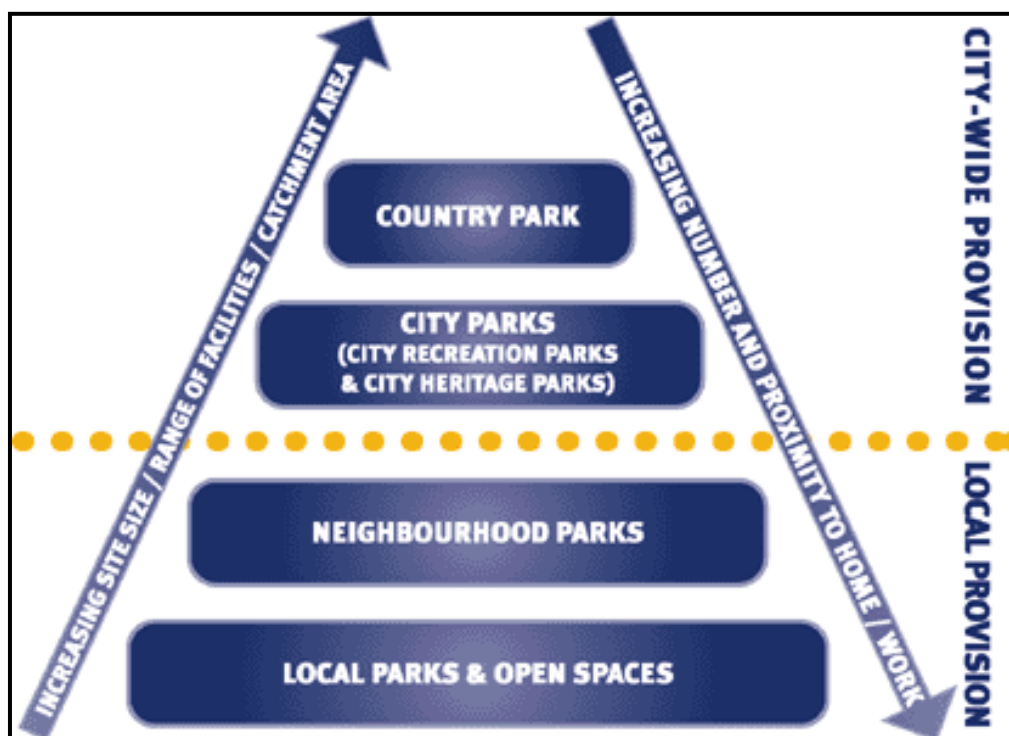 INCREASING SITE SIZE / RANGE OF FACILITIES / CATCHMENT AREA
INCREASING NUMBER AND PROXIMITY TO HOME / WORK
CITY-WIDE PROVISION
COUNTRY PARK
CITY PARKS
(CITY RECREATION PARKS
& CITY HERITAGE PARKS)
LOCAL PROVISION
NEIGHBOURHOOD PARKS
LOCAL PARKS & OPEN SPACES